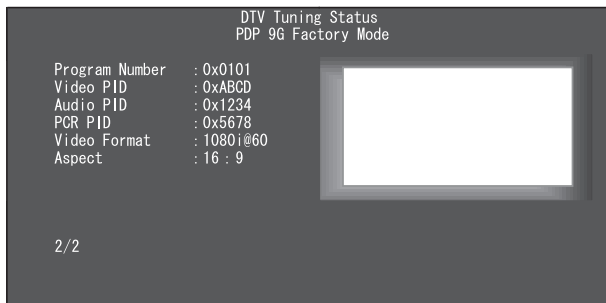 DTV Tuning Status
PDP 9G Factory Mode
Program Number : 0x0101
Video PID : 0xABCD
Audio PID : 0x1234
PCR PID : 0x5678
Video Format : 1080i@60
Aspect : 16 : 9
2/2